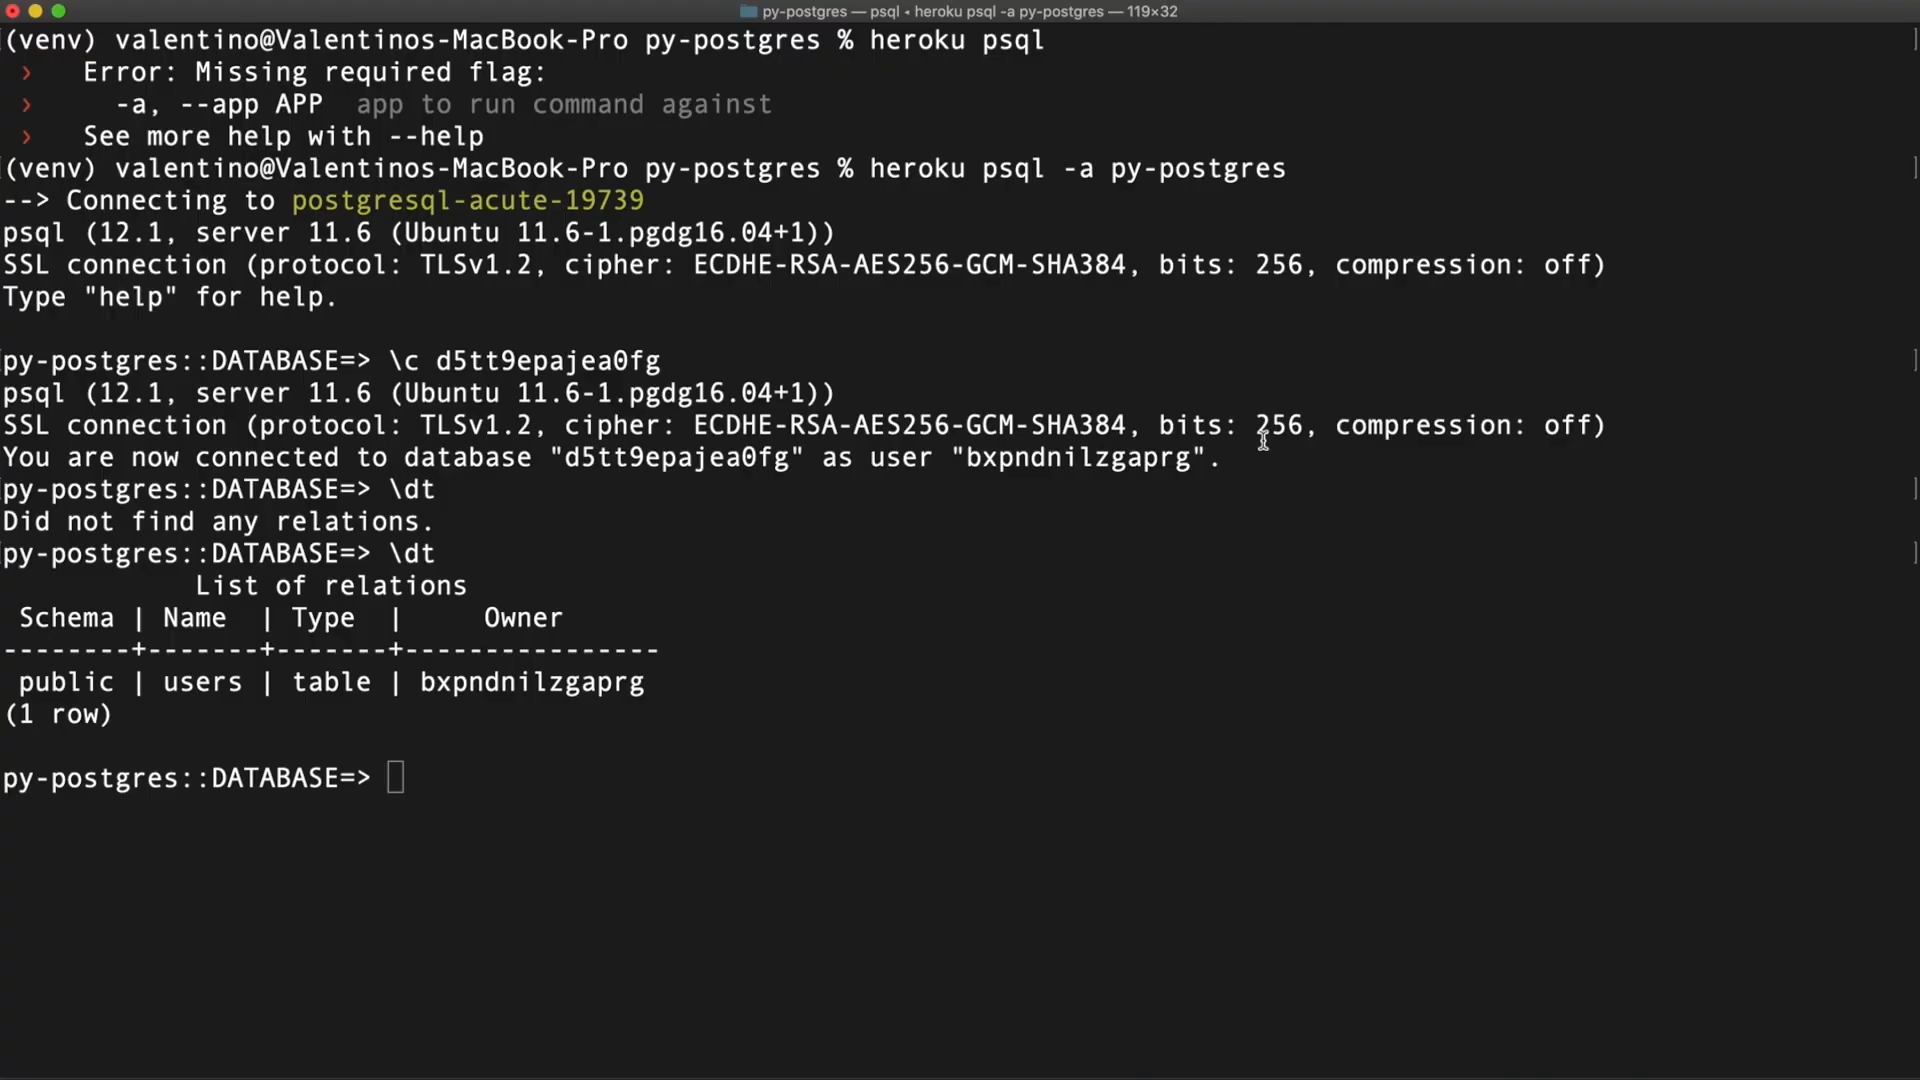 py-postgres — psql ◂ heroku psql -a py-postgres — 119×32
(venv) valentino@Valentinos-MacBook-Pro py-postgres % heroku psql
›   Error: Missing required flag:
›     -a, --app APP  app to run command against
›   See more help with --help
(venv) valentino@Valentinos-MacBook-Pro py-postgres % heroku psql -a py-postgres
--> Connecting to postgresql-acute-19739
psql (12.1, server 11.6 (Ubuntu 11.6-1.pgdg16.04+1))
SSL connection (protocol: TLSv1.2, cipher: ECDHE-RSA-AES256-GCM-SHA384, bits: 256, compression: off)
Type "help" for help.
py-postgres::DATABASE=> \c d5tt9epajea0fg
psql (12.1, server 11.6 (Ubuntu 11.6-1.pgdg16.04+1))
SSL connection (protocol: TLSv1.2, cipher: ECDHE-RSA-AES256-GCM-SHA384, bits: 256, compression: off)
You are now connected to database "d5tt9epajea0fg" as user "bxpndnilzgaprg".
py-postgres::DATABASE=> \dt
Did not find any relations.
py-postgres::DATABASE=> \dt
            List of relations
 Schema | Name  | Type  |     Owner
--------+-------+-------+----------------
 public | users | table | bxpndnilzgaprg
(1 row)
py-postgres::DATABASE=>